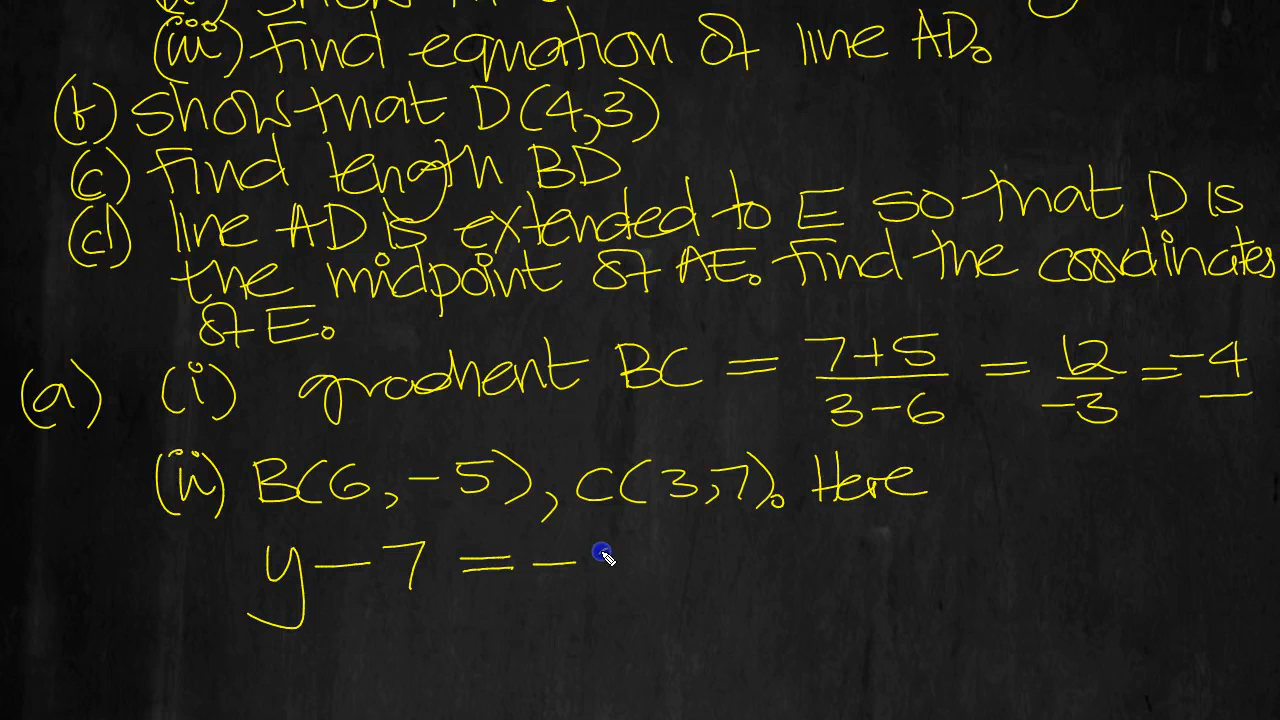 (iii) find equation of line AD.
(b) show that D(4,3)
(c) find length BD
(d) line AD is extended to E so that D is
the midpoint of AE. find the coordinates
of E.
(a) (i) gradient BC = 7+5/3-6 = 12/-3 = -4
(ii) B(6,-5), C(3,7). Here
y-7 = -